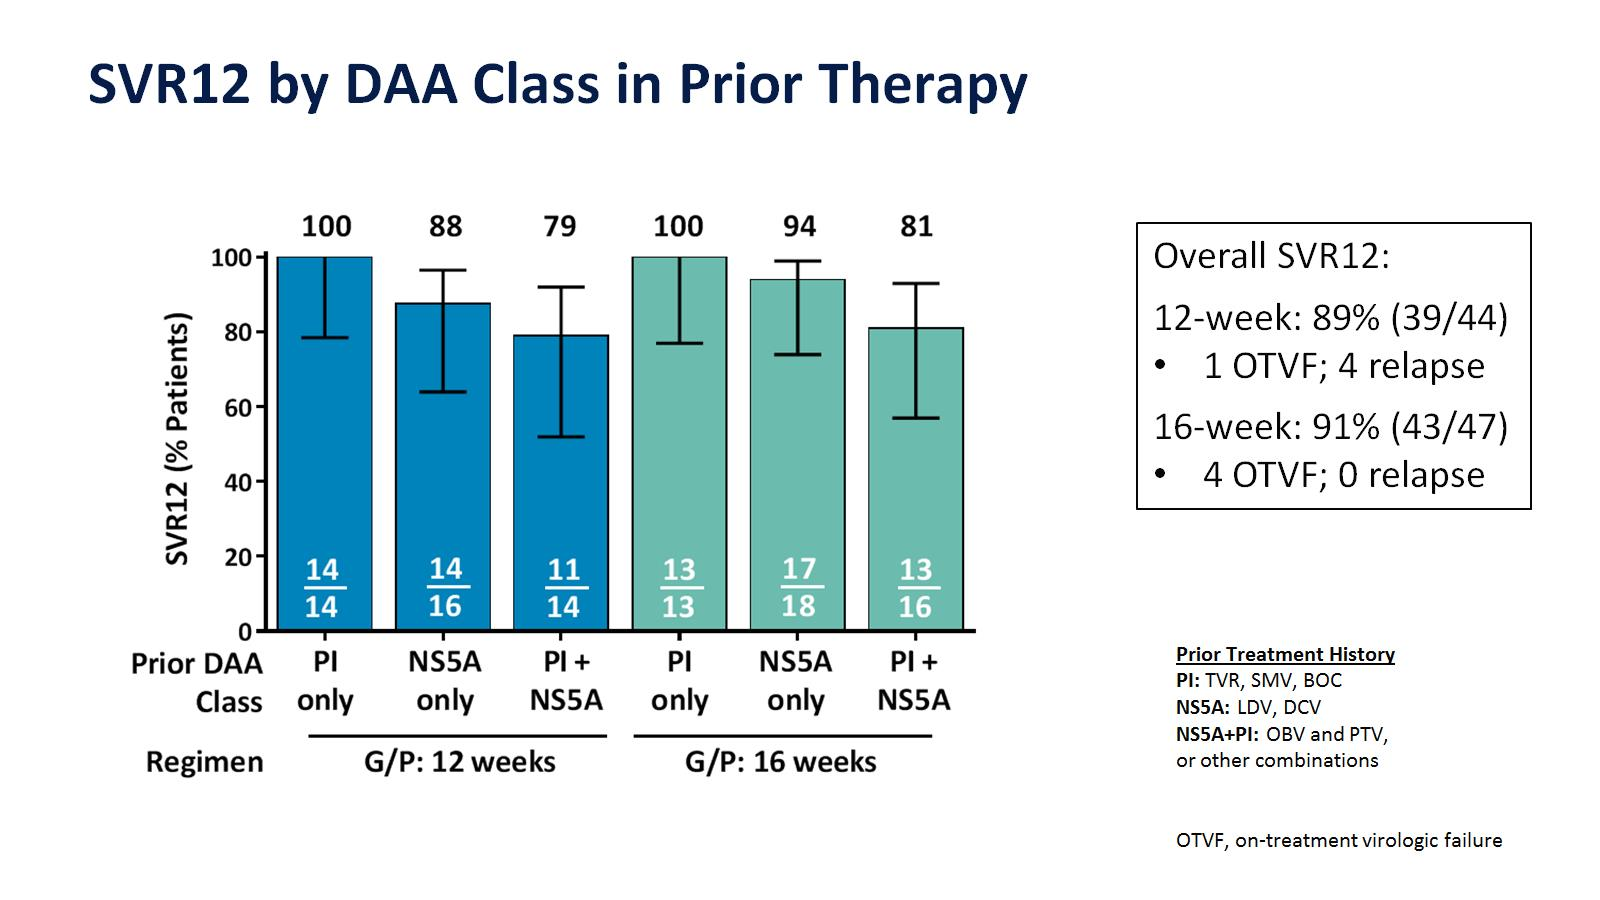 SVR12 by DAA Class in Prior Therapy
100 88 79 100 94 81
SVR12 (% Patients)
100
80
60
40
20
0
14 14 11 13 17 13
14 16 14 13 18 16
Prior DAA PI NS5A PI + PI NS5A PI +
Class only only NS5A only only NS5A
Regimen G/P: 12 weeks G/P: 16 weeks
Overall SVR12:
12-week: 89% (39/44)
• 1 OTVF; 4 relapse
16-week: 91% (43/47)
• 4 OTVF; 0 relapse
Prior Treatment History
PI: TVR, SMV, BOC
NS5A: LDV, DCV
NS5A+PI: OBV and PTV,
or other combinations
OTVF, on-treatment virologic failure